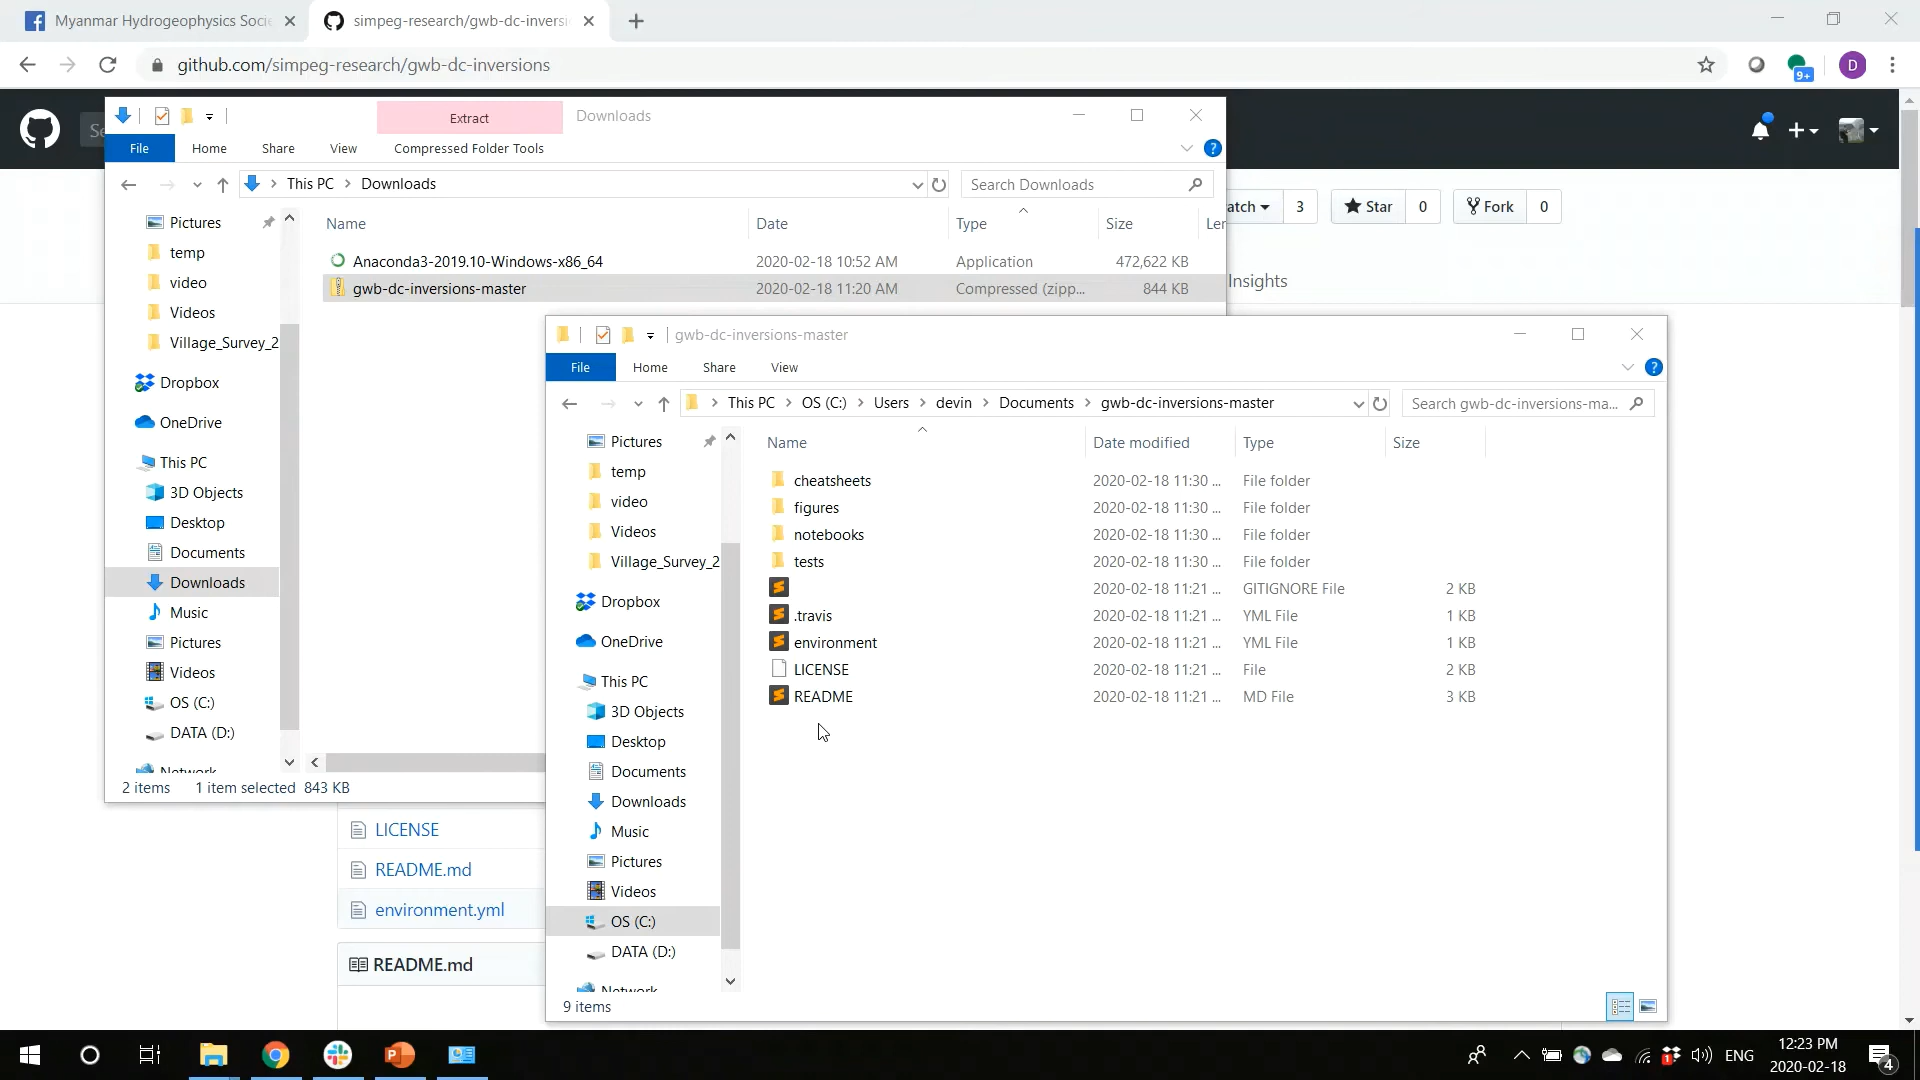 Myanmar Hydrogeophysics Socie
simpeg-research/gwb-dc-inversi
github.com/simpeg-research/gwb-dc-inversions
9+
D
Se
Extract
Downloads
File
Home
Share
View
Compressed Folder Tools
This PC > Downloads
Search Downloads
Name
Date
Type
Size
Ler
Anaconda3-2019.10-Windows-x86_64
2020-02-18 10:52 AM
Application
472,622 KB
gwb-dc-inversions-master
2020-02-18 11:20 AM
Compressed (zipp...
844 KB
Pictures
temp
video
Videos
Village_Survey_2
Dropbox
OneDrive
This PC
3D Objects
Desktop
Documents
Downloads
Music
Pictures
Videos
OS (C:)
DATA (D:)
Network
2 items 1 item selected 843 KB
atch 3
Star 0
Fork 0
Insights
gwb-dc-inversions-master
File
Home
Share
View
This PC > OS (C:) > Users > devin > Documents > gwb-dc-inversions-master
Search gwb-dc-inversions-ma...
Name
Date modified
Type
Size
cheatsheets 2020-02-18 11:30 ... File folder
figures 2020-02-18 11:30 ... File folder
notebooks 2020-02-18 11:30 ... File folder
tests 2020-02-18 11:30 ... File folder
2020-02-18 11:21 ... GITIGNORE File 2 KB
.travis 2020-02-18 11:21 ... YML File 1 KB
environment 2020-02-18 11:21 ... YML File 1 KB
LICENSE 2020-02-18 11:21 ... File 2 KB
README 2020-02-18 11:21 ... MD File 3 KB
Pictures
temp
video
Videos
Village_Survey_2
Dropbox
OneDrive
This PC
3D Objects
Desktop
Documents
Downloads
Music
Pictures
Videos
OS (C:)
DATA (D:)
Network
9 items
LICENSE
README.md
environment.yml
README.md
ENG
12:23 PM
2020-02-18
4